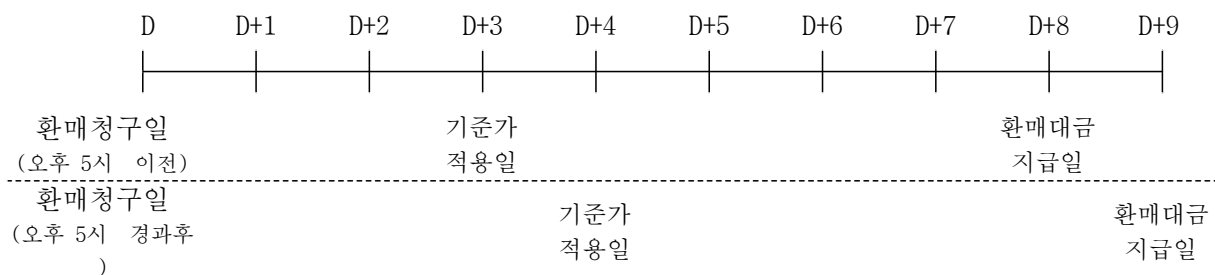 D D+1 D+2 D+3 D+4 D+5 D+6 D+7 D+8 D+9
환매청구일 기준가 환매대금
(오후 5시 이전) 적용일 지급일
환매청구일 기준가 환매대금
(오후 5시 경과후 적용일 지급일
)